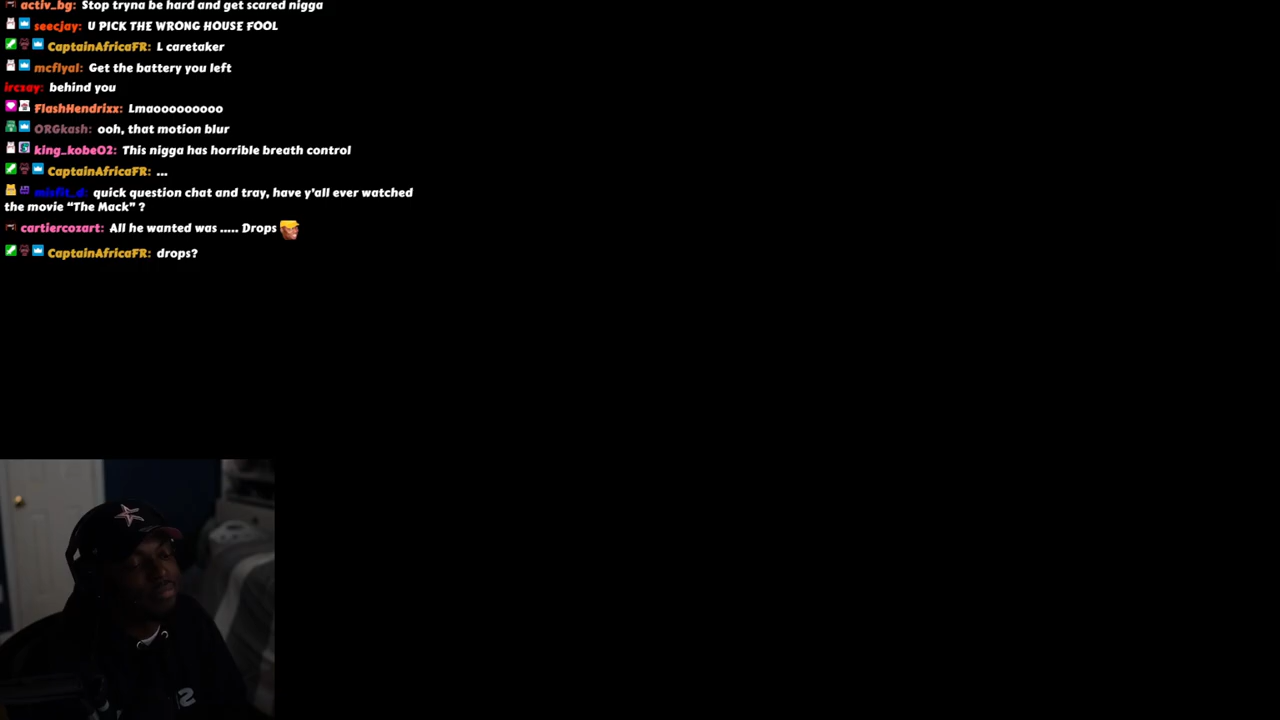 activ_bg: Stop tryna be hard and get scared nigga
seecjay: U PICK THE WRONG HOUSE FOOL
CaptainAfricaFR: L caretaker
mcflyal: Get the battery you left
ircxay: behind you
FlashHendrixx: Lmaooooooooo
ORGkash: ooh, that motion blur
king_kobe02: This nigga has horrible breath control
CaptainAfricaFR: ...
misfit_d: quick question chat and tray, have y'all ever watched
the movie “The Mack” ?
cartiercozart: All he wanted was ..... Drops
CaptainAfricaFR: drops?